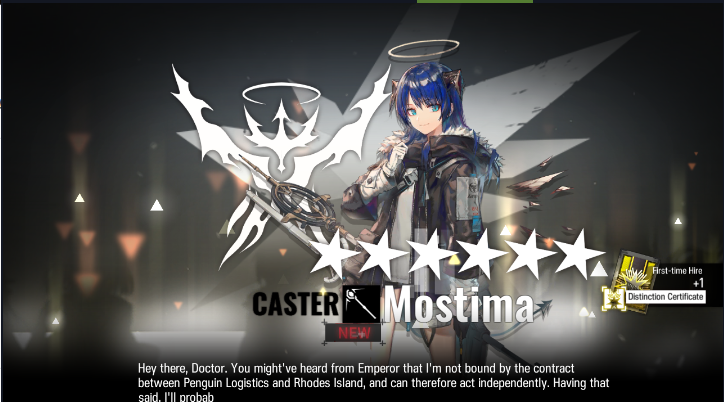 First-time Hire
+1
Distinction Certificate
CASTER Mostima
NEW
Hey there, Doctor. You might've heard from Emperor that I'm not bound by the contract
between Penguin Logistics and Rhodes Island, and can therefore act independently. Having that
said, I'll probab